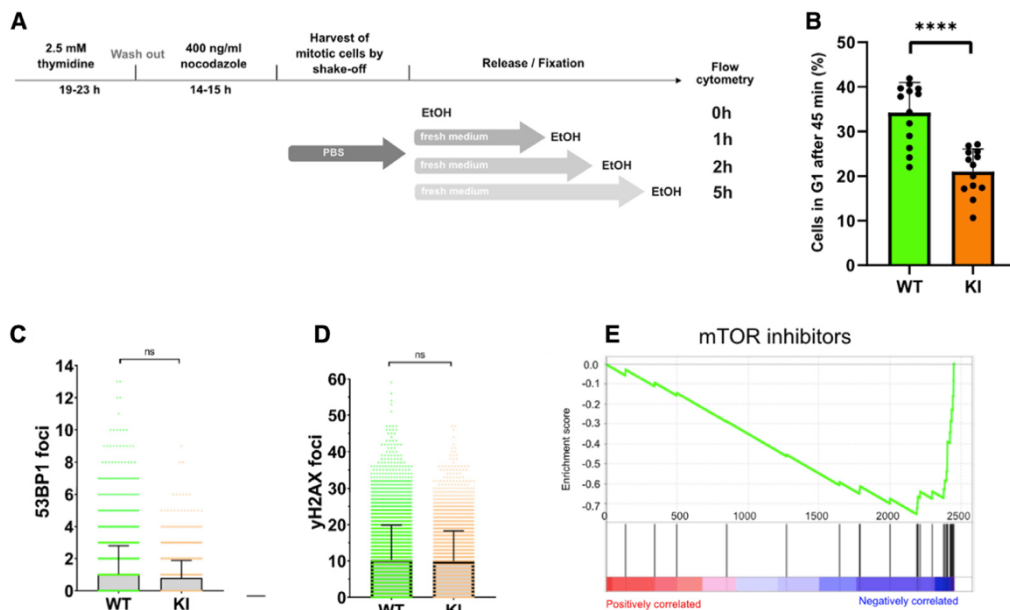 A
2.5 mM
thymidine
Wash out
400 ng/ml
nocodazole
Harvest of
mitotic cells by
shake-off
Release / Fixation
Flow
cytometry
19-23 h
14-15 h
EtOH
0h
PBS
fresh medium
EtOH
1h
fresh medium
EtOH
2h
fresh medium
EtOH
5h
B
****
Cells in G1 after 45 min (%)
50
40
30
20
10
0
WT
KI
C
ns
53BP1 foci
14
12
10
8
6
4
2
0
WT
KI
D
ns
yH2AX foci
60
50
40
30
20
10
0
WT
KI
E
mTOR inhibitors
Enrichment score
0.0
-0.1
-0.2
-0.3
-0.4
-0.5
-0.6
-0.7
0
500
1000
1500
2000
2500
Positively correlated
Negatively correlated